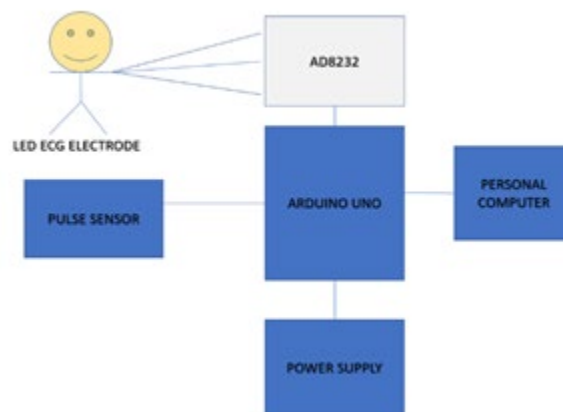 AD8232
LED ECG ELECTRODE
PULSE SENSOR
ARDUINO UNO
PERSONAL
COMPUTER
POWER SUPPLY